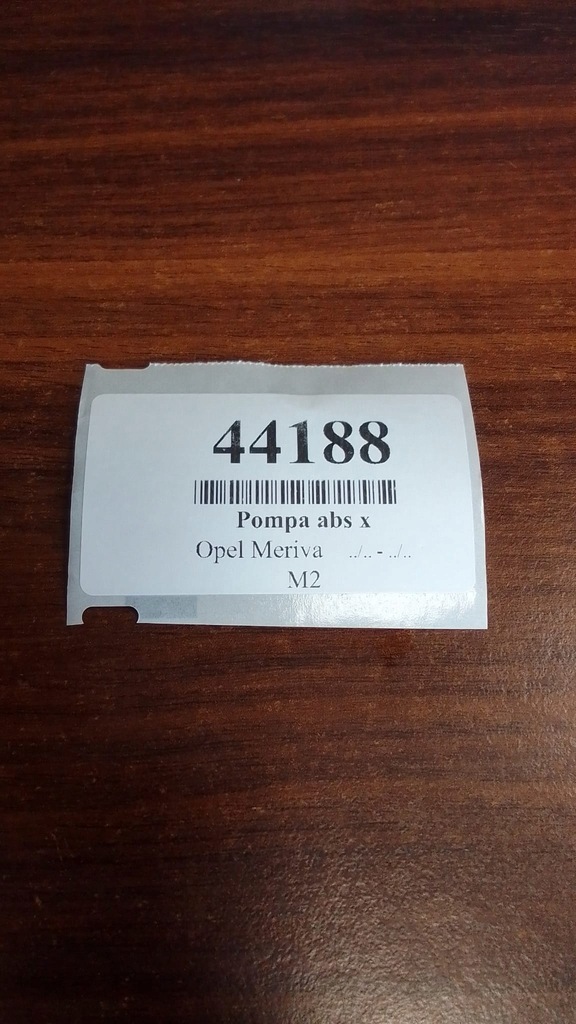 44188
Pompa abs x
Opel Meriva ../.. - ../..
M2